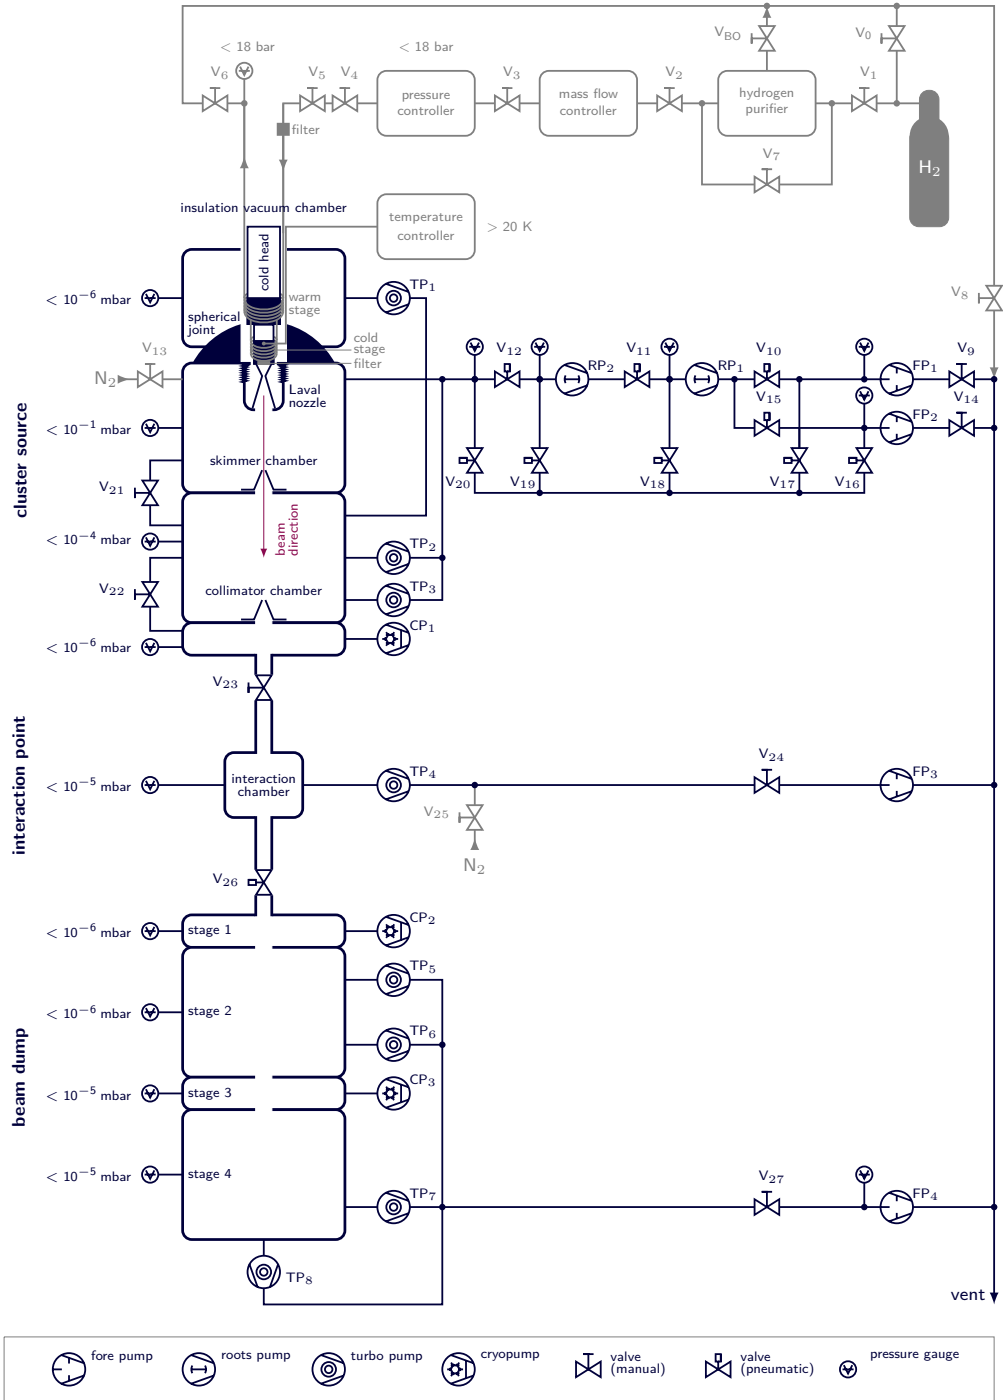 V_BO
V_0
< 18 bar
< 18 bar
V_6
V_5
V_4
V_3
V_2
V_1
pressure
controller
mass flow
controller
hydrogen
purifier
filter
V_7
H_2
insulation vacuum chamber
temperature
controller
> 20 K
cold head
TP_1
< 10^−6 mbar
warm
stage
V_8
spherical
joint
cold
stage
filter
V_13
N_2
V_12
RP_2
V_11
RP_1
V_10
FP_1
V_9
Laval
nozzle
V_15
FP_2
V_14
< 10^−1 mbar
skimmer chamber
V_21
V_20
V_19
V_18
V_17
V_16
cluster source
beam
direction
< 10^−4 mbar
TP_2
V_22
collimator chamber
TP_3
CP_1
< 10^−6 mbar
V_23
interaction point
< 10^−5 mbar
interaction
chamber
TP_4
V_24
FP_3
V_25
N_2
V_26
< 10^−6 mbar
stage 1
CP_2
TP_5
< 10^−6 mbar
stage 2
TP_6
beam dump
< 10^−5 mbar
stage 3
CP_3
< 10^−5 mbar
stage 4
TP_7
V_27
FP_4
TP_8
vent
fore pump
roots pump
turbo pump
cryopump
valve
(manual)
valve
(pneumatic)
pressure gauge